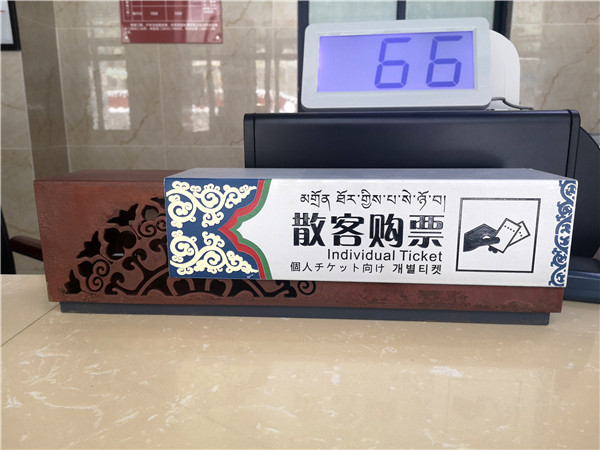 66
མགྲོན་ཐོར་གྱིས་པ་སེ་ཉོ་བ།
散客购票
Individual Ticket
個人チケット向け 개별티켓